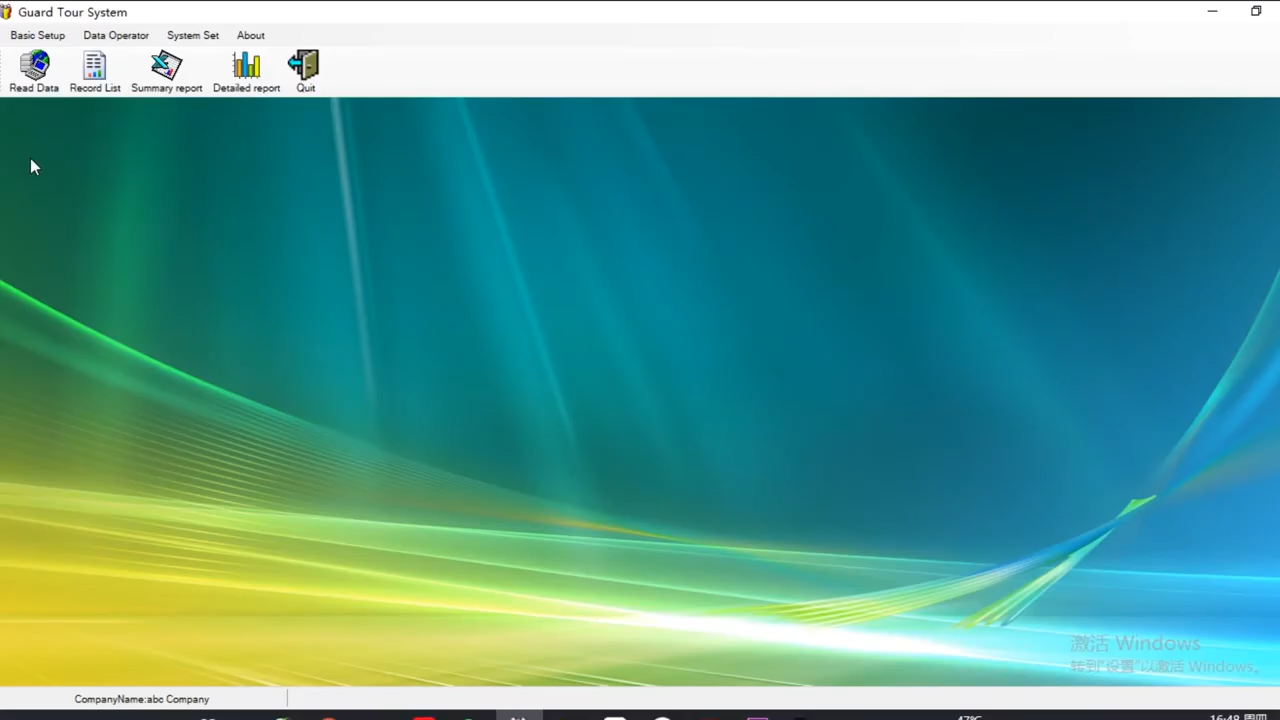 Guard Tour System
Basic Setup Data Operator System Set About
Read Data Record List Summary report Detailed report Quit
激活 Windows
转到"设置"以激活 Windows。
CompanyName:abc Company